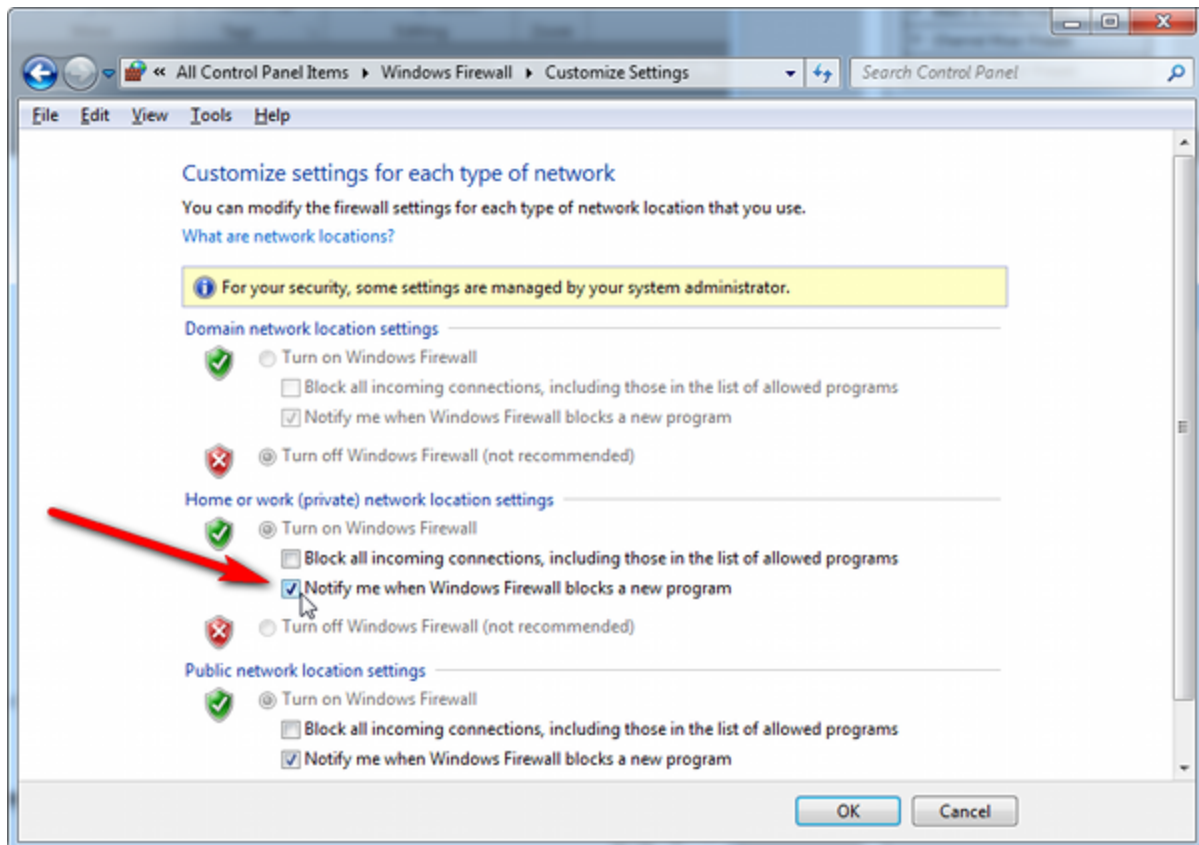 « All Control Panel Items ▸ Windows Firewall ▸ Customize Settings
Search Control Panel
File Edit View Tools Help
Customize settings for each type of network
You can modify the firewall settings for each type of network location that you use.
What are network locations?
For your security, some settings are managed by your system administrator.
Domain network location settings
Turn on Windows Firewall
Block all incoming connections, including those in the list of allowed programs
Notify me when Windows Firewall blocks a new program
Turn off Windows Firewall (not recommended)
Home or work (private) network location settings
Turn on Windows Firewall
Block all incoming connections, including those in the list of allowed programs
Notify me when Windows Firewall blocks a new program
Turn off Windows Firewall (not recommended)
Public network location settings
Turn on Windows Firewall
Block all incoming connections, including those in the list of allowed programs
Notify me when Windows Firewall blocks a new program
OK Cancel